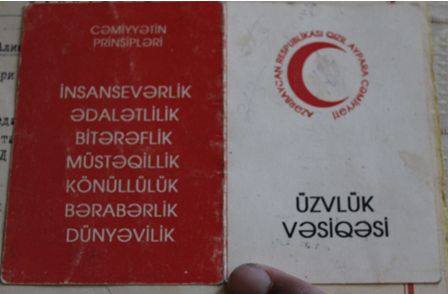 CƏMİYYƏTİN
PRİNSİPLƏRİ
İNSANSEVƏRLİK
ƏDALƏTLİLİK
BİTƏRƏFLİK
MÜSTƏQİLLİK
KÖNÜLLÜLÜK
BƏRABƏRLİK
DÜNYƏVİLİK
AZƏRBAYCAN RESPUBLİKASI QIZIL AYPARA CƏMİYYƏTİ
ÜZVLÜK
VƏSİQƏSİ